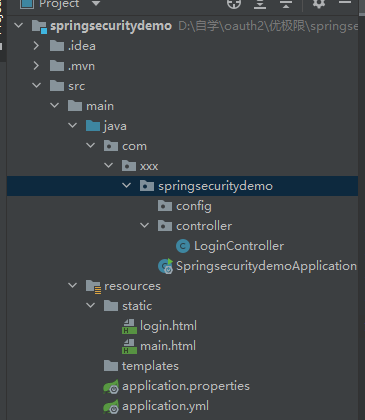 Project
springsecuritydemo D:\自学\oauth2\优极限\springse
.idea
.mvn
src
main
java
com
xxx
springsecuritydemo
config
controller
LoginController
SpringsecuritydemoApplication
resources
static
login.html
main.html
templates
application.properties
application.yml